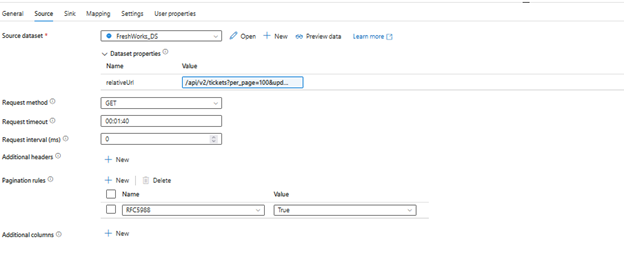 General Source Sink Mapping Settings User properties
Source dataset * FreshWorks_DS Open New Preview data Learn more
Dataset properties
Name Value
relativeUrl /api/v2/tickets?per_page=100&upd...
Request method GET
Request timeout 00:01:40
Request interval (ms) 0
Additional headers New
Pagination rules New Delete
Name Value
RFC5988 True
Additional columns New